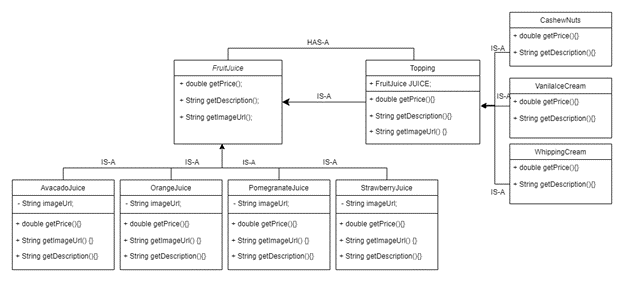 CashewNuts
+ double getPrice(){}
+ String getDescription(){}
HAS-A
IS-A
FruitJuice
+ double getPrice();
+ String getDescription();
+ String getImageUrl();
IS-A
Topping
+ FruitJuice JUICE;
+ double getPrice(){}
+ String getDescription(){}
+ String getImageUrl() {}
IS-A
VanilaIceCream
+ double getPrice(){}
+ String getDescription(){}
WhippingCream
+ double getPrice(){}
+ String getDescription(){}
IS-A
IS-A
IS-A
IS-A
IS-A
AvacadoJuice
- String imageUrl;
+ double getPrice(){}
+ String getImageUrl() {}
+ String getDescription(){}
OrangeJuice
- String imageUrl;
+ double getPrice(){}
+ String getImageUrl() {}
+ String getDescription(){}
PomegranateJuice
- String imageUrl;
+ double getPrice(){}
+ String getImageUrl() {}
+ String getDescription(){}
StrawberryJuice
- String imageUrl;
+ double getPrice(){}
+ String getImageUrl() {}
+ String getDescription(){}